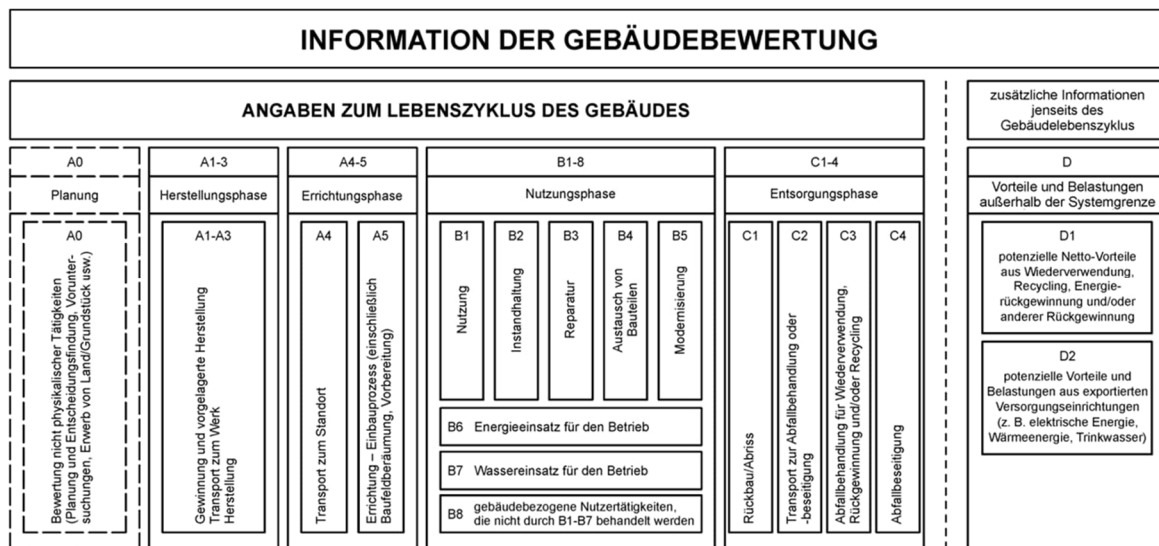 INFORMATION DER GEBÄUDEBEWERTUNG
ANGABEN ZUM LEBENSZYKLUS DES GEBÄUDES
zusätzliche Informationen
jenseits des
Gebäudelebenszyklus
A0
Planung
A0
Bewertung nicht physikalischer Tätigkeiten
(Planung und Entscheidungsfindung, Vorunter-
suchungen, Erwerb von Land/Grundstück usw.)
A1-3
Herstellungsphase
A1-A3
Gewinnung und vorgelagerte Herstellung
Transport zum Werk
Herstellung
A4-5
Errichtungsphase
A4
Transport zum Standort
A5
Errichtung – Einbauprozess (einschließlich
Baufeldberäumung, Vorbereitung)
B1-8
Nutzungsphase
B1
Nutzung
B2
Instandhaltung
B3
Reparatur
B4
Austausch von
Bauteilen
B5
Modernisierung
B6 Energieeinsatz für den Betrieb
B7 Wassereinsatz für den Betrieb
B8 gebäudebezogene Nutzertätigkeiten,
die nicht durch B1-B7 behandelt werden
C1-4
Entsorgungsphase
C1
Rückbau/Abriss
C2
Transport zur Abfallbehandlung oder
-beseitigung
C3
Abfallbehandlung für Wiederverwendung,
Rückgewinnung und/oder Recycling
C4
Abfallbeseitigung
D
Vorteile und Belastungen
außerhalb der Systemgrenze
D1
potenzielle Netto-Vorteile
aus Wiederverwendung,
Recycling, Energie-
rückgewinnung und/oder
anderer Rückgewinnung
D2
potenzielle Vorteile und
Belastungen aus exportierten
Versorgungseinrichtungen
(z. B. elektrische Energie,
Wärmeenergie, Trinkwasser)